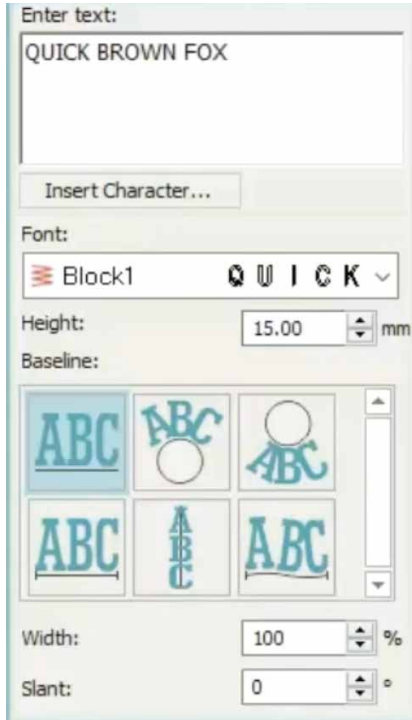 Enter text:
QUICK BROWN FOX
Insert Character...
Font:
Block1 QUICK
Height: 15.00 mm
Baseline:
ABC ABC ABC
ABC ABC ABC
Width: 100 %
Slant: 0 °